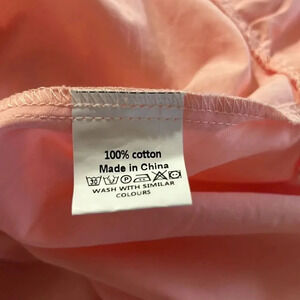 100% cotton
Made in China
WASH WITH SIMILAR
COLOURS